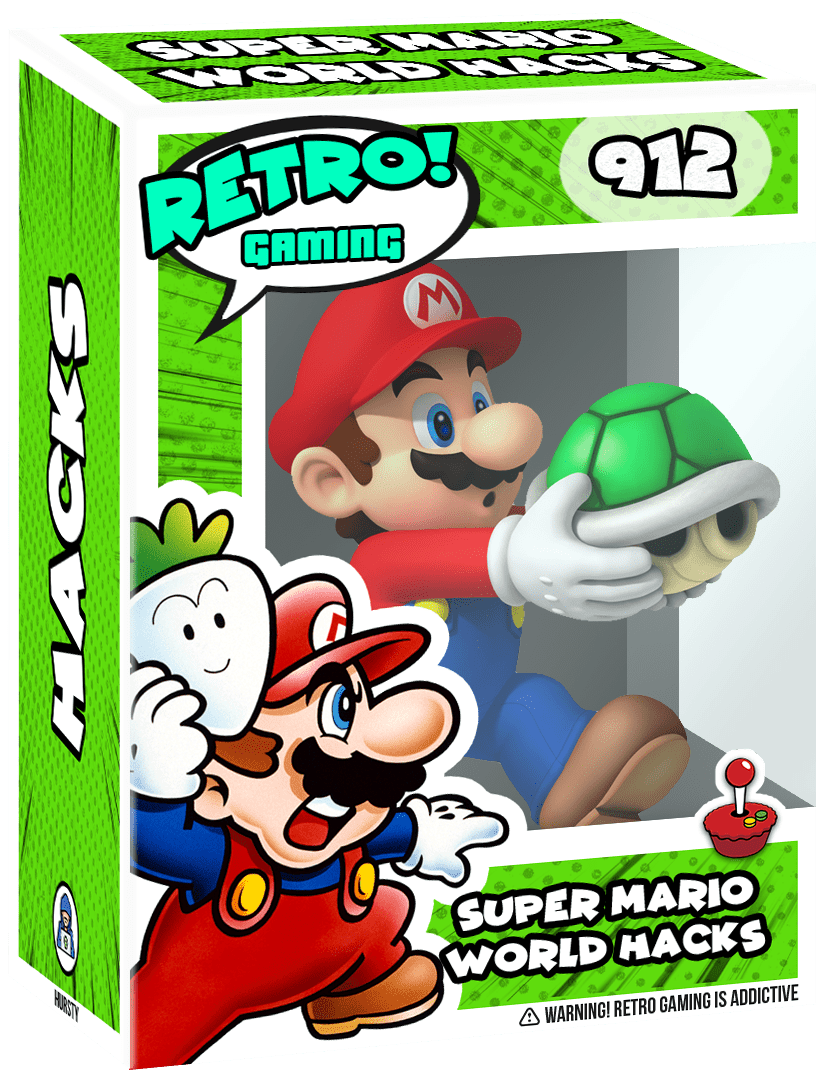 SUPER MARIO
WORLD HACKS
RETRO!
GAMING
912
HACKS
M
SUPER MARIO
WORLD HACKS
WARNING! RETRO GAMING IS ADDICTIVE
HURSTY